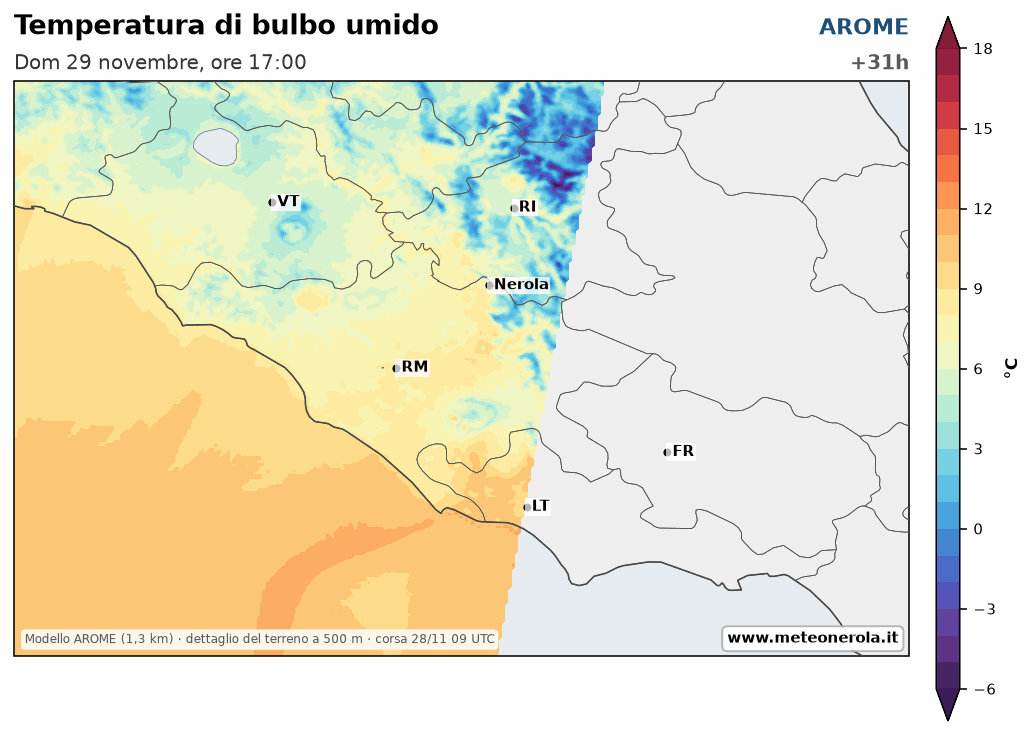 Temperatura di bulbo umido
AROME
Dom 29 novembre, ore 17:00
+31h
18
15
12
9
6
3
0
−3
−6
°C
VT
RI
Nerola
RM
FR
LT
Modello AROME (1,3 km) · dettaglio del terreno a 500 m · corsa 28/11 09 UTC
www.meteonerola.it